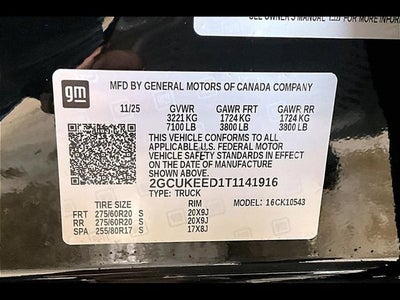 SEE OWNER'S MANUAL
gm
MFD BY GENERAL MOTORS OF CANADA COMPANY
11/25 GVWR GAWR FRT GAWR RR
3221 KG 1724 KG 1724 KG
7100 LB 3800 LB 3800 LB
THIS VEHICLE CONFORMS TO ALL
APPLICABLE U.S. FEDERAL MOTOR
VEHICLE SAFETY STANDARDS IN EFFECT
ON THE DATE OF MANUFACTURE
SHOWN ABOVE.
2GCUKEED1T1141916
TYPE: TRUCK
TIRE SIZE RIM MODEL: 16CK10543
FRT 275/60R20 S 20X9J
RR 275/60R20 S 20X9J
SPA 255/80R17 S 17X8J